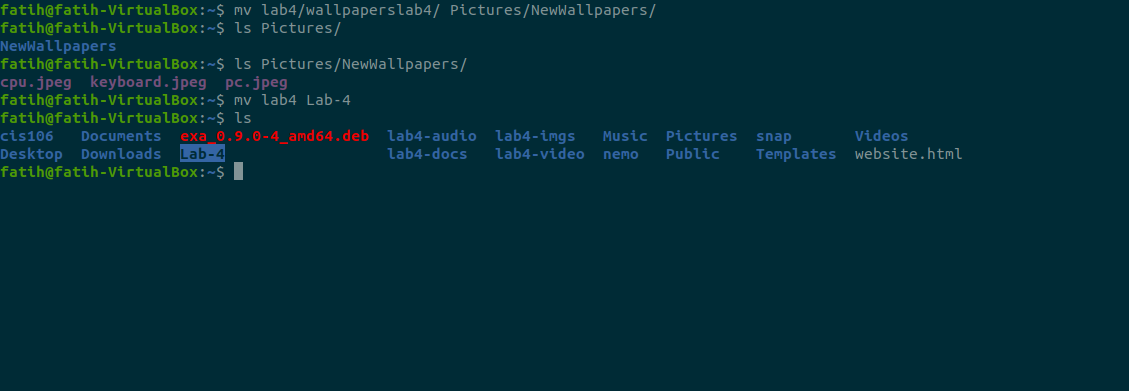 fatih@fatih-VirtualBox:~$ mv lab4/wallpaperslab4/ Pictures/NewWallpapers/
fatih@fatih-VirtualBox:~$ ls Pictures/
NewWallpapers
fatih@fatih-VirtualBox:~$ ls Pictures/NewWallpapers/
cpu.jpeg  keyboard.jpeg  pc.jpeg
fatih@fatih-VirtualBox:~$ mv lab4 Lab-4
fatih@fatih-VirtualBox:~$ ls
cis106   Documents  exa_0.9.0-4_amd64.deb  lab4-audio  lab4-imgs   Music  Pictures  snap       Videos
Desktop  Downloads  Lab-4                  lab4-docs   lab4-video  nemo   Public    Templates  website.html
fatih@fatih-VirtualBox:~$